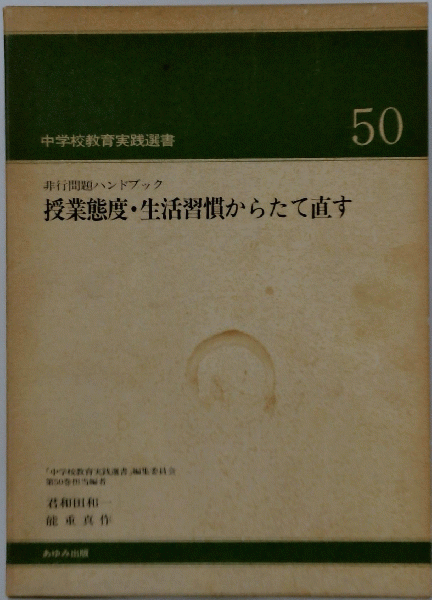 中学校教育実践選書
50
非行問題ハンドブック
授業態度・生活習慣からたて直す
「中学校教育実践選書」編集委員会
第50巻担当編者
君和田和一
能重真作
あゆみ出版